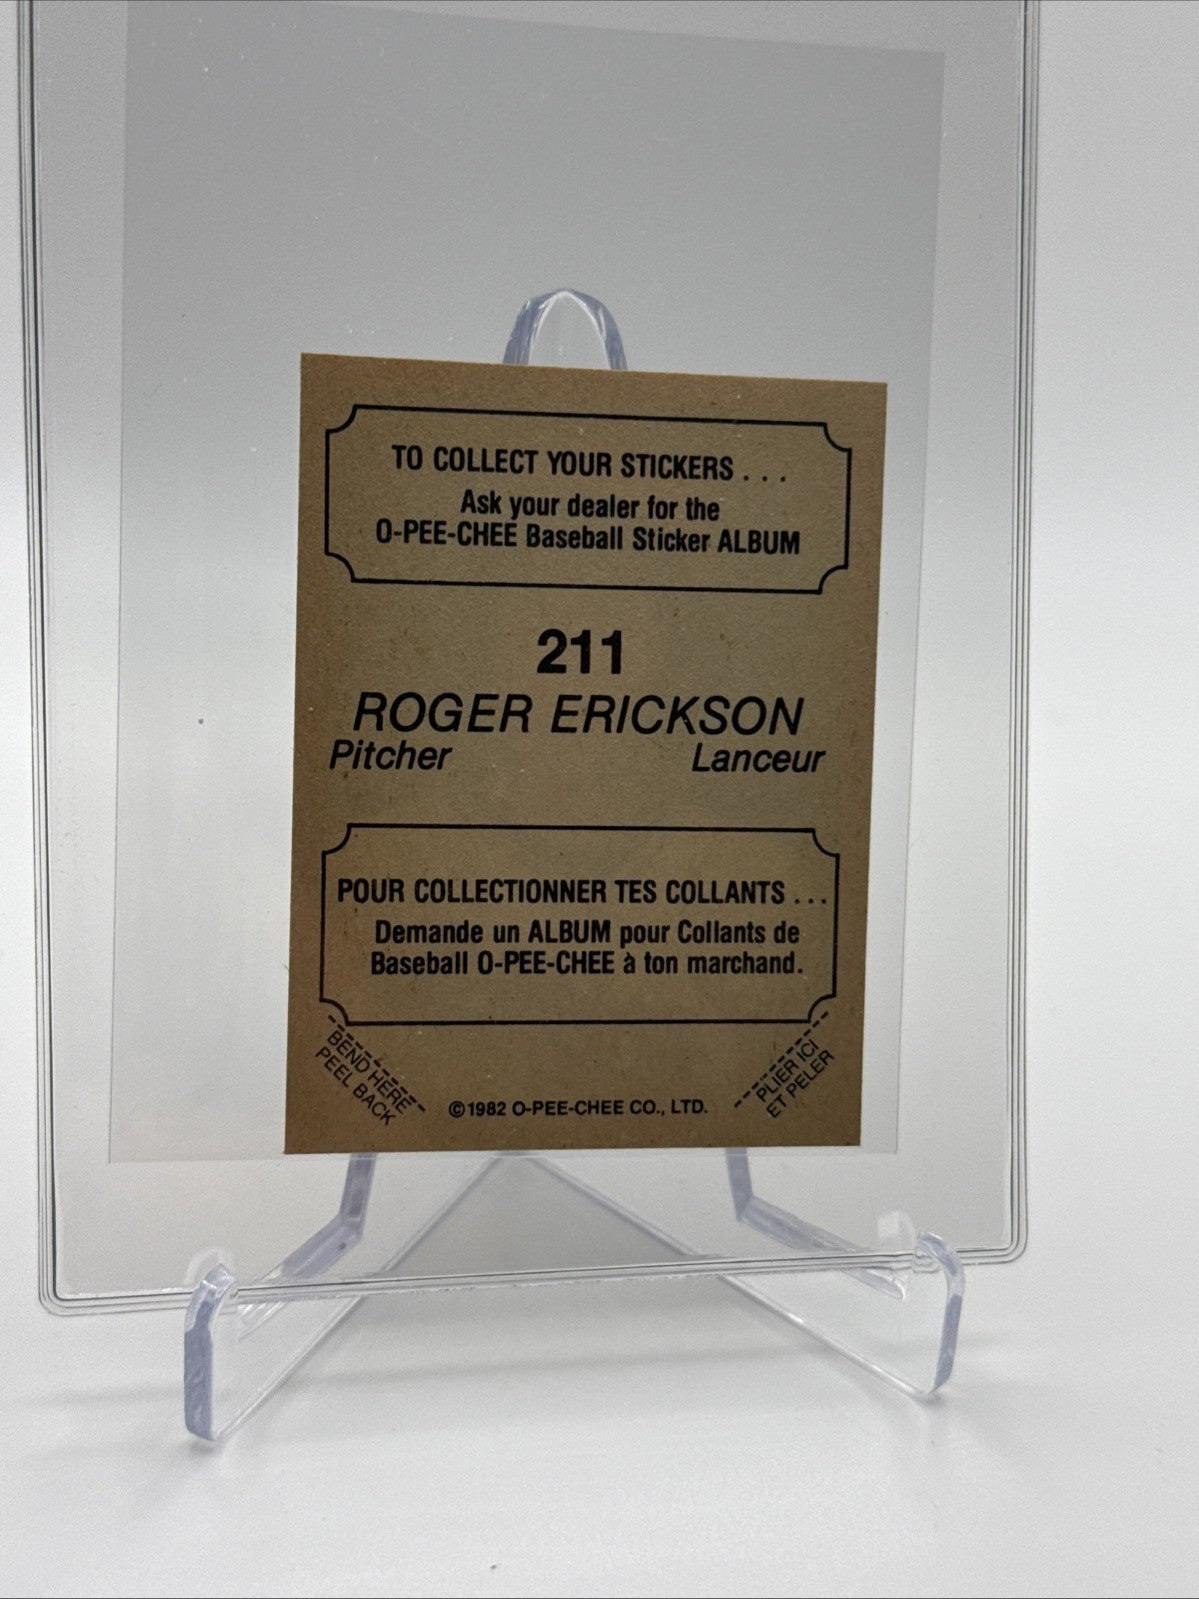 TO COLLECT YOUR STICKERS . . .
Ask your dealer for the
O-PEE-CHEE Baseball Sticker ALBUM
211
ROGER ERICKSON
Pitcher Lanceur
POUR COLLECTIONNER TES COLLANTS . . .
Demande un ALBUM pour Collants de
Baseball O-PEE-CHEE à ton marchand.
BEND HERE
PEEL BACK
©1982 O-PEE-CHEE CO., LTD.
PLIER ICI
ET PELER